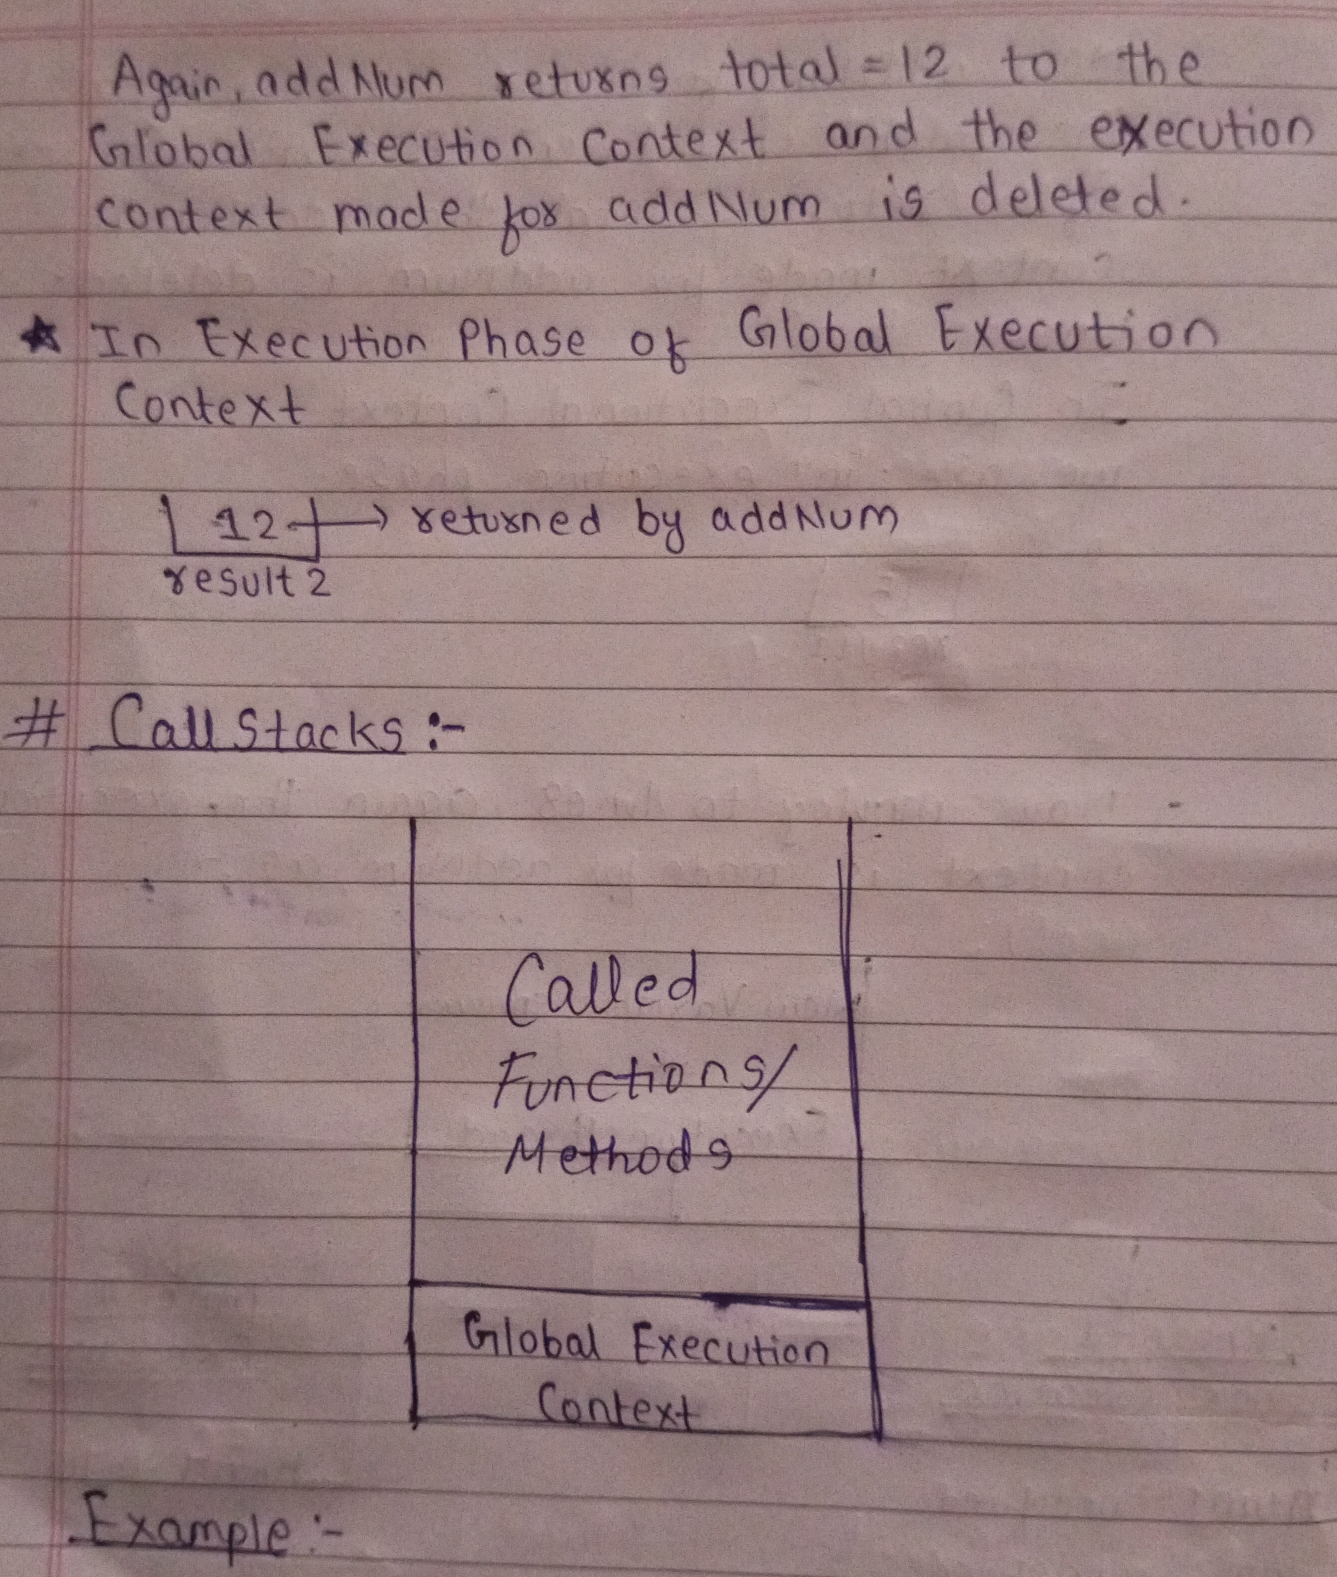 Again, addNum returns total = 12 to the
Global Execution Context and the execution
context made for addNum is deleted.
★ In Execution Phase of Global Execution
Context
12 → returned by addNum
result 2
# Call Stacks :-
Called
Functions/
Methods
Global Execution
Context
Example :-